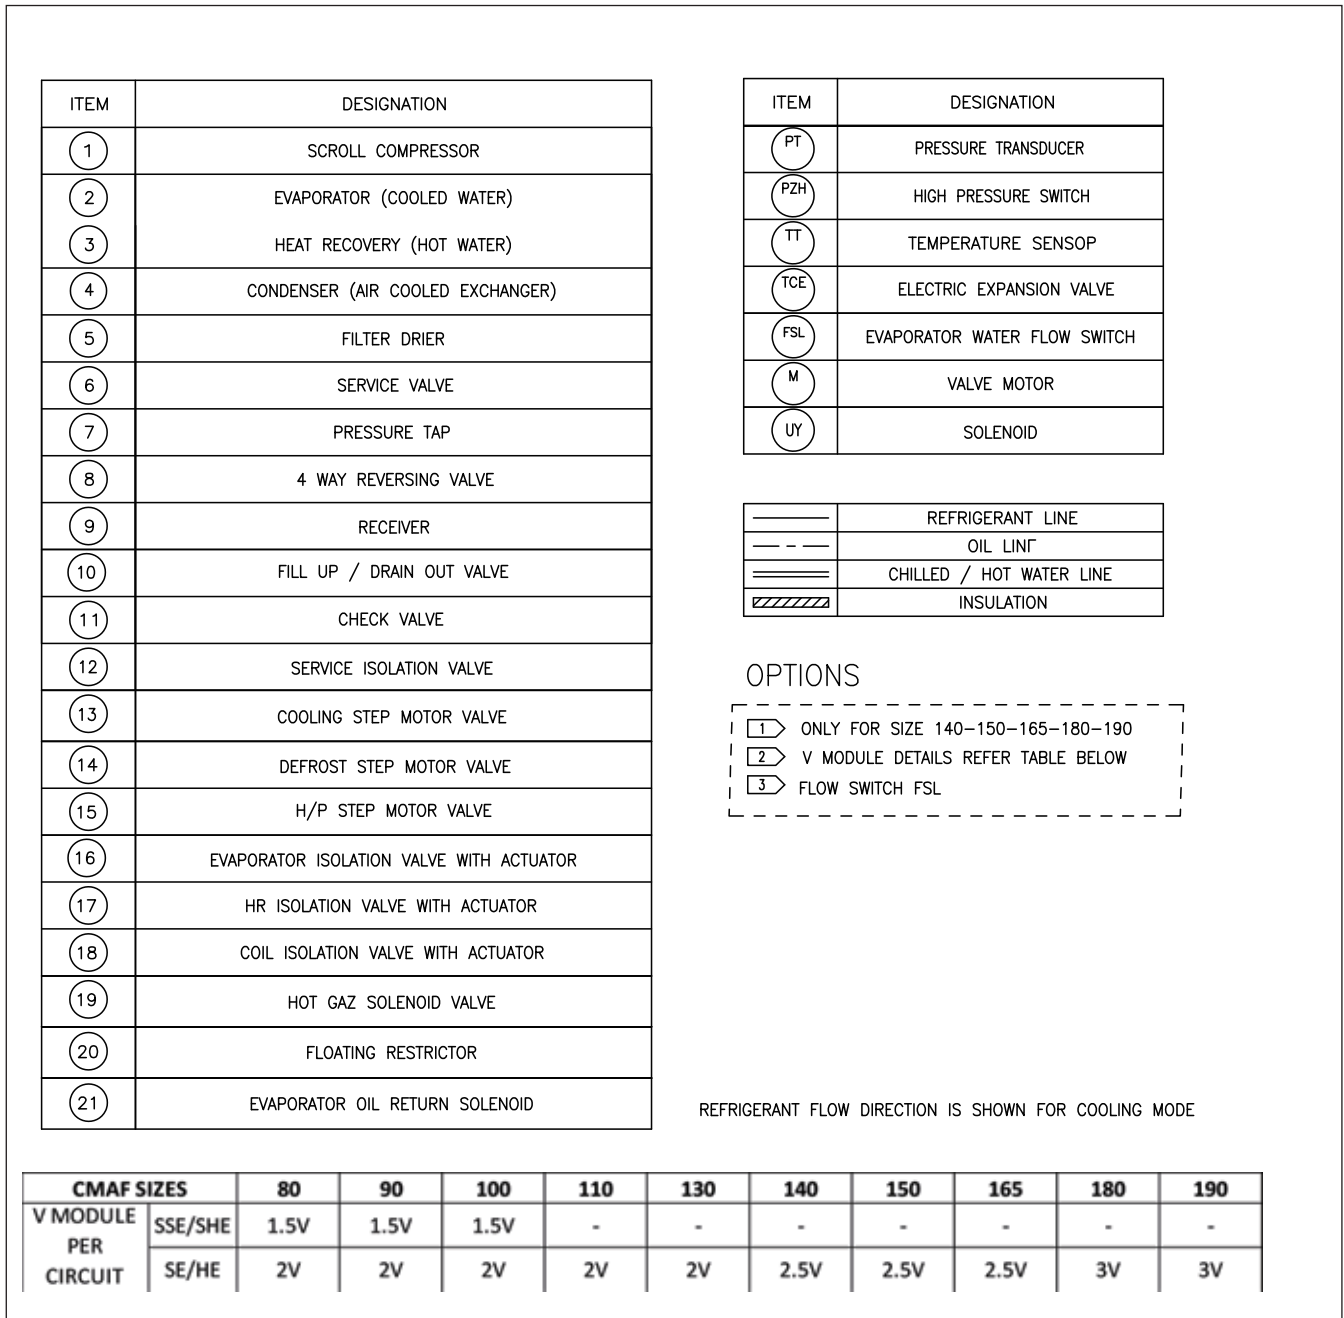 ITEM DESIGNATION
1 SCROLL COMPRESSOR
2 EVAPORATOR (COOLED WATER)
3 HEAT RECOVERY (HOT WATER)
4 CONDENSER (AIR COOLED EXCHANGER)
5 FILTER DRIER
6 SERVICE VALVE
7 PRESSURE TAP
8 4 WAY REVERSING VALVE
9 RECEIVER
10 FILL UP / DRAIN OUT VALVE
11 CHECK VALVE
12 SERVICE ISOLATION VALVE
13 COOLING STEP MOTOR VALVE
14 DEFROST STEP MOTOR VALVE
15 H/P STEP MOTOR VALVE
16 EVAPORATOR ISOLATION VALVE WITH ACTUATOR
17 HR ISOLATION VALVE WITH ACTUATOR
18 COIL ISOLATION VALVE WITH ACTUATOR
19 HOT GAZ SOLENOID VALVE
20 FLOATING RESTRICTOR
21 EVAPORATOR OIL RETURN SOLENOID
ITEM DESIGNATION
PT PRESSURE TRANSDUCER
PZH HIGH PRESSURE SWITCH
TT TEMPERATURE SENSOP
TCE ELECTRIC EXPANSION VALVE
FSL EVAPORATOR WATER FLOW SWITCH
M VALVE MOTOR
UY SOLENOID
REFRIGERANT LINE
OIL LINΓ
CHILLED / HOT WATER LINE
INSULATION
OPTIONS
1 ONLY FOR SIZE 140-150-165-180-190
2 V MODULE DETAILS REFER TABLE BELOW
3 FLOW SWITCH FSL
REFRIGERANT FLOW DIRECTION IS SHOWN FOR COOLING MODE
CMAF SIZES 80 90 100 110 130 140 150 165 180 190
V MODULE
PER
CIRCUIT
SSE/SHE 1.5V 1.5V 1.5V - - - - - - -
SE/HE 2V 2V 2V 2V 2V 2.5V 2.5V 2.5V 3V 3V